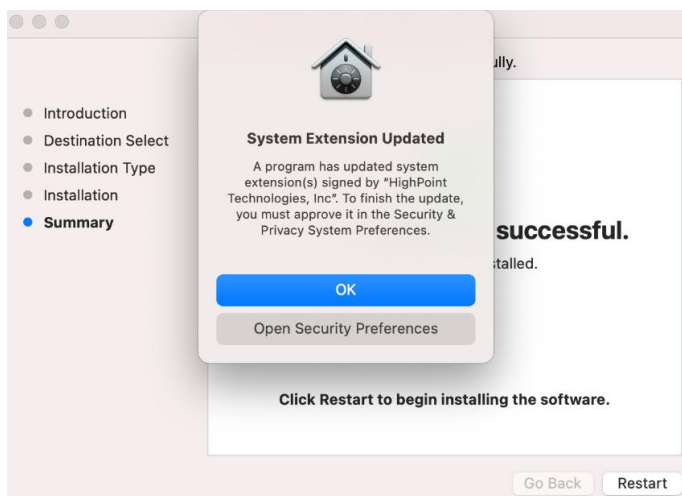 ully.
Introduction
Destination Select
Installation Type
Installation
Summary
System Extension Updated
A program has updated system
extension(s) signed by "HighPoint
Technologies, Inc". To finish the update,
you must approve it in the Security &
Privacy System Preferences.
OK
Open Security Preferences
successful.
stalled.
Click Restart to begin installing the software.
Go Back
Restart